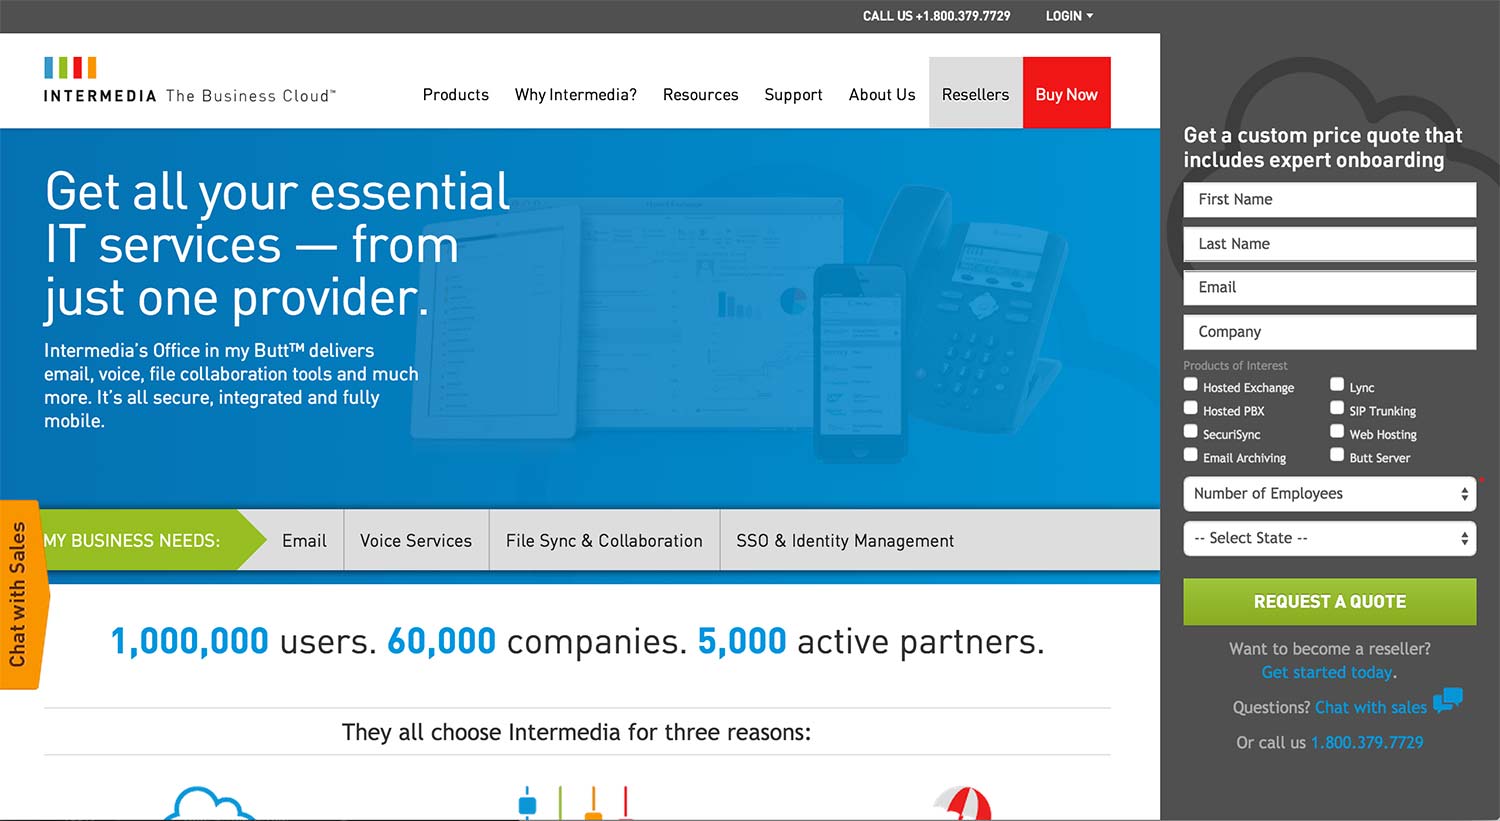 CALL US +1.800.379.7729
LOGIN
INTERMEDIA The Business Cloud™
Products
Why Intermedia?
Resources
Support
About Us
Resellers
Buy Now
Get all your essential
IT services — from
just one provider.
Intermedia's Office in my Butt™ delivers
email, voice, file collaboration tools and much
more. It's all secure, integrated and fully
mobile.
Chat with Sales
MY BUSINESS NEEDS:
Email
Voice Services
File Sync & Collaboration
SSO & Identity Management
1,000,000 users. 60,000 companies. 5,000 active partners.
They all choose Intermedia for three reasons:
Get a custom price quote that
includes expert onboarding
First Name
Last Name
Email
Company
Products of Interest
Hosted Exchange
Lync
Hosted PBX
SIP Trunking
SecuriSync
Web Hosting
Email Archiving
Butt Server
Number of Employees
*
-- Select State --
REQUEST A QUOTE
Want to become a reseller?
Get started today.
Questions? Chat with sales
Or call us 1.800.379.7729